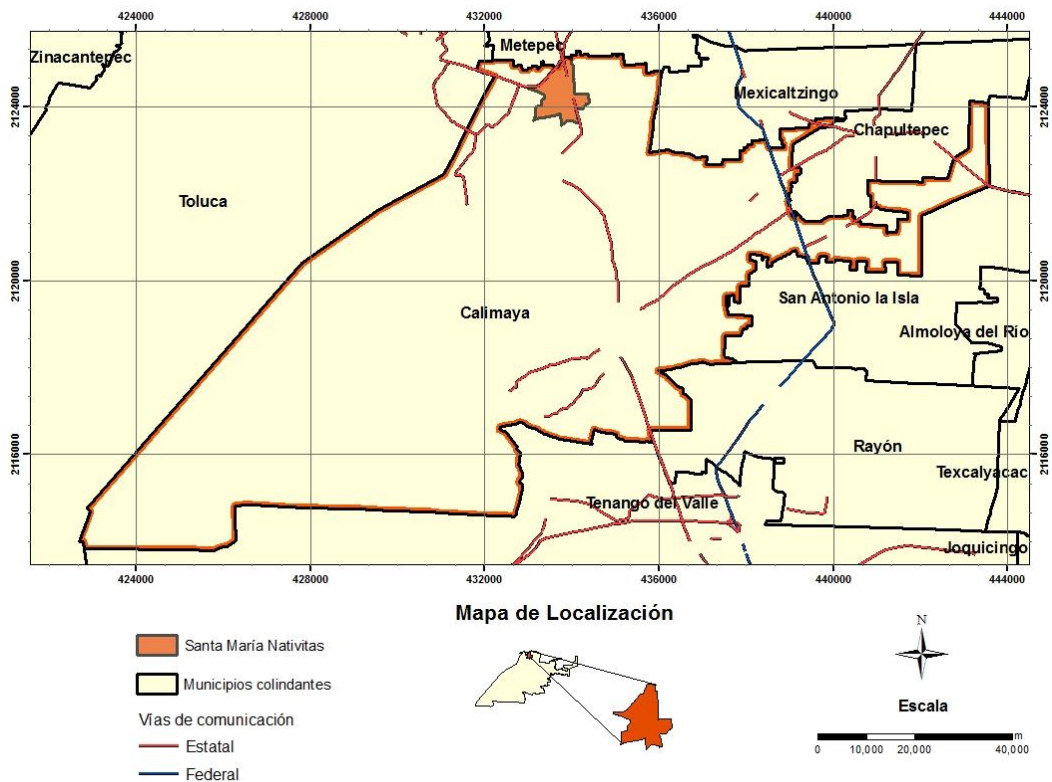 424000 428000 432000 436000 440000 444000
Zinacantepec
Metepec
2124000
Mexicaltzingo
2124000
Chapultepec
Toluca
2120000
2120000
San Antonio la Isla
Calimaya
Almoloya del Río
2116000
Rayón
2116000
Texcalyacac
Tenango del Valle
Joquicingo
424000 428000 432000 436000 440000 444000
Mapa de Localización
Santa María Nativitas
Municipios colindantes
Vías de comunicación
Estatal
Federal
N
Escala
m
0 10,000 20,000 40,000